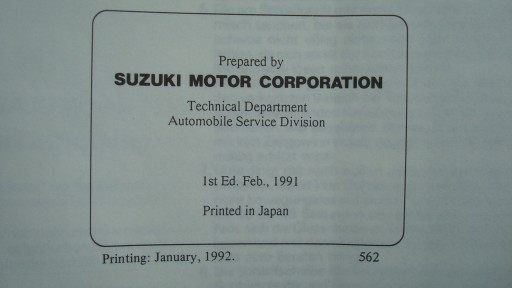 Prepared by
SUZUKI MOTOR CORPORATION
Technical Department
Automobile Service Division
1st Ed. Feb., 1991
Printed in Japan
Printing: January, 1992. 562